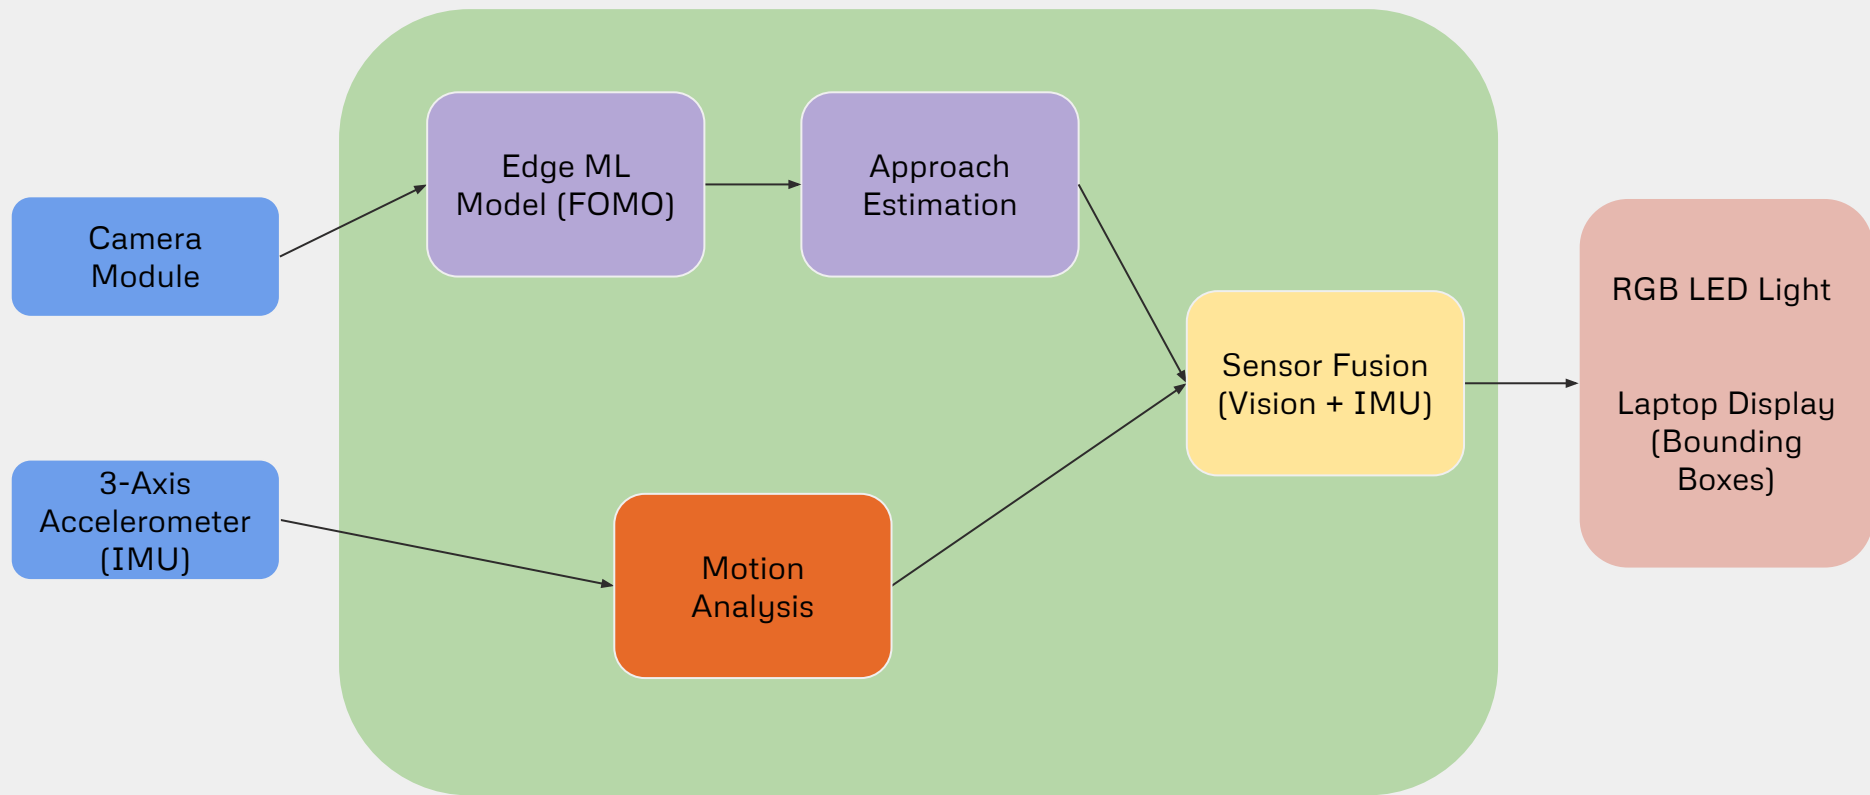 Camera
Module
Edge ML
Model (FOMO)
Approach
Estimation
3-Axis
Accelerometer
(IMU)
Motion
Analysis
Sensor Fusion
(Vision + IMU)
RGB LED Light
Laptop Display
(Bounding
Boxes)